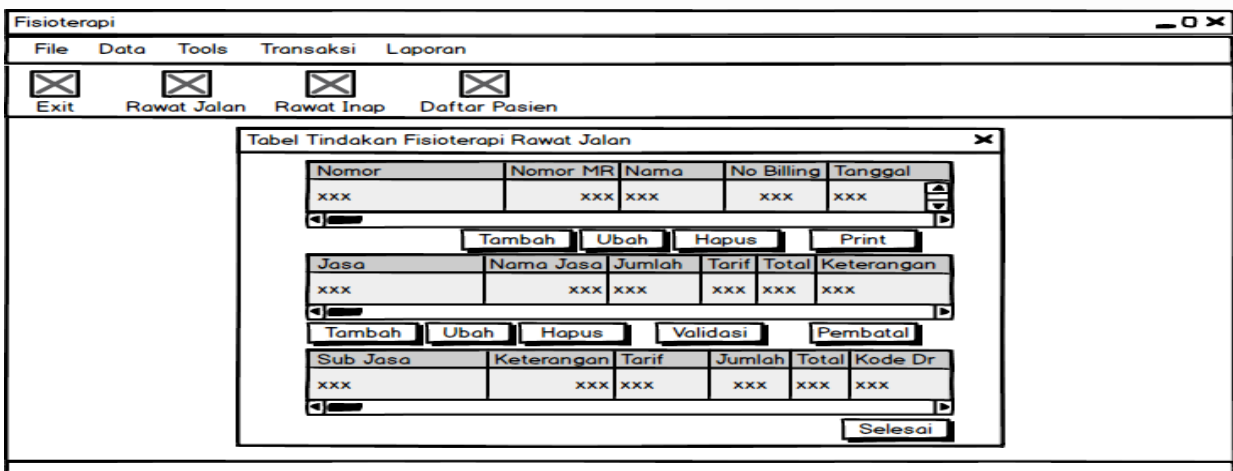 Fisioterapi
File Data Tools Transaksi Laporan
Exit Rawat Jalan Rawat Inap Daftar Pasien
Tabel Tindakan Fisioterapi Rawat Jalan
Nomor Nomor MR Nama No Billing Tanggal
xxx xxx xxx xxx xxx
Tambah Ubah Hapus Print
Jasa Nama Jasa Jumlah Tarif Total Keterangan
xxx xxx xxx xxx xxx xxx
Tambah Ubah Hapus Validasi Pembatal
Sub Jasa Keterangan Tarif Jumlah Total Kode Dr
xxx xxx xxx xxx xxx xxx
Selesai